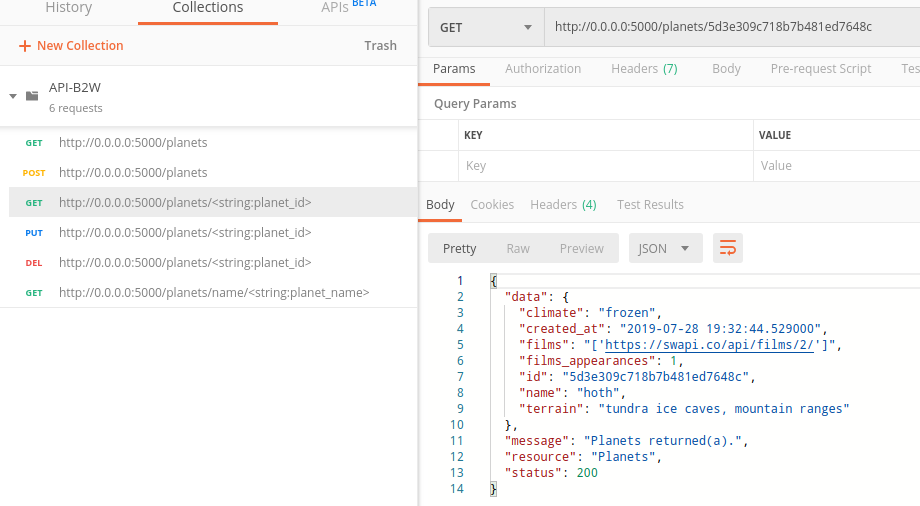 History Collections APIs BETA
+ New Collection Trash
API-B2W
6 requests
GET http://0.0.0.0:5000/planets
POST http://0.0.0.0:5000/planets
GET http://0.0.0.0:5000/planets/<string:planet_id>
PUT http://0.0.0.0:5000/planets/<string:planet_id>
DEL http://0.0.0.0:5000/planets/<string:planet_id>
GET http://0.0.0.0:5000/planets/name/<string:planet_name>
GET http://0.0.0.0:5000/planets/5d3e309c718b7b481ed7648c
Params Authorization Headers (7) Body Pre-request Script Tes
Query Params
KEY VALUE
Key Value
Body Cookies Headers (4) Test Results
Pretty Raw Preview JSON
1 {
2 "data": {
3 "climate": "frozen",
4 "created_at": "2019-07-28 19:32:44.529000",
5 "films": "['https://swapi.co/api/films/2/']",
6 "films_appearances": 1,
7 "id": "5d3e309c718b7b481ed7648c",
8 "name": "hoth",
9 "terrain": "tundra ice caves, mountain ranges"
10 },
11 "message": "Planets returned(a).",
12 "resource": "Planets",
13 "status": 200
14 }